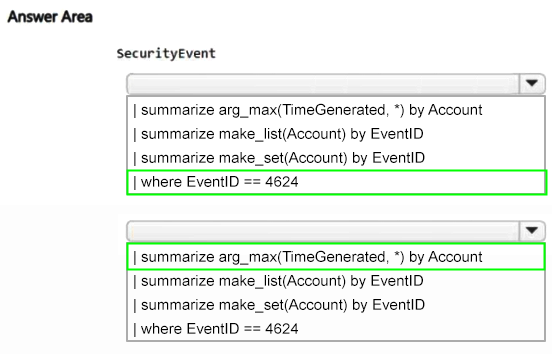 Answer Area
SecurityEvent
| summarize arg_max(TimeGenerated, *) by Account
| summarize make_list(Account) by EventID
| summarize make_set(Account) by EventID
| where EventID == 4624
| summarize arg_max(TimeGenerated, *) by Account
| summarize make_list(Account) by EventID
| summarize make_set(Account) by EventID
| where EventID == 4624